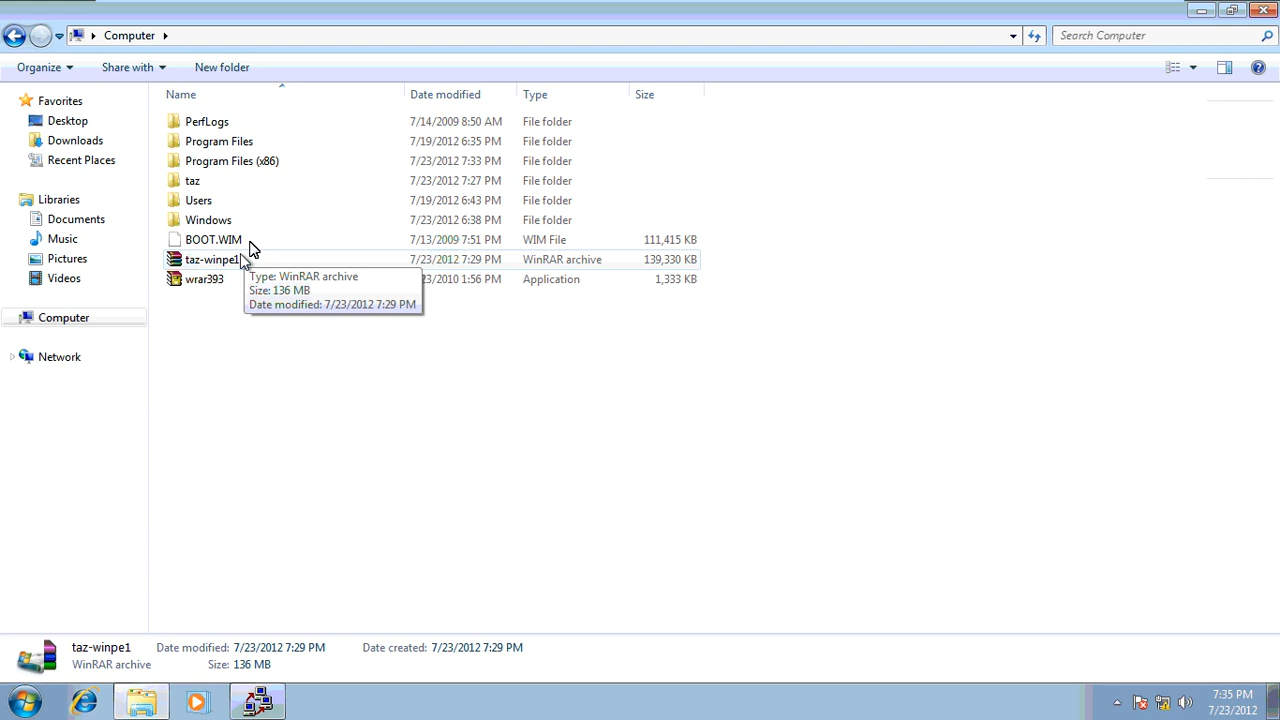 Computer
Search Computer
Organize Share with New folder
Name Date modified Type Size
Favorites
Desktop
Downloads
Recent Places
Libraries
Documents
Music
Pictures
Videos
Computer
Network
PerfLogs 7/14/2009 8:50 AM File folder
Program Files 7/19/2012 6:35 PM File folder
Program Files (x86) 7/23/2012 7:33 PM File folder
taz 7/23/2012 7:27 PM File folder
Users 7/19/2012 6:43 PM File folder
Windows 7/23/2012 6:38 PM File folder
BOOT.WIM 7/13/2009 7:51 PM WIM File 111,415 KB
taz-winpe1 7/23/2012 7:29 PM WinRAR archive 139,330 KB
wrar393 23/2010 1:56 PM Application 1,333 KB
Type: WinRAR archive
Size: 136 MB
Date modified: 7/23/2012 7:29 PM
taz-winpe1 Date modified: 7/23/2012 7:29 PM Date created: 7/23/2012 7:29 PM
WinRAR archive Size: 136 MB
7:35 PM
7/23/2012